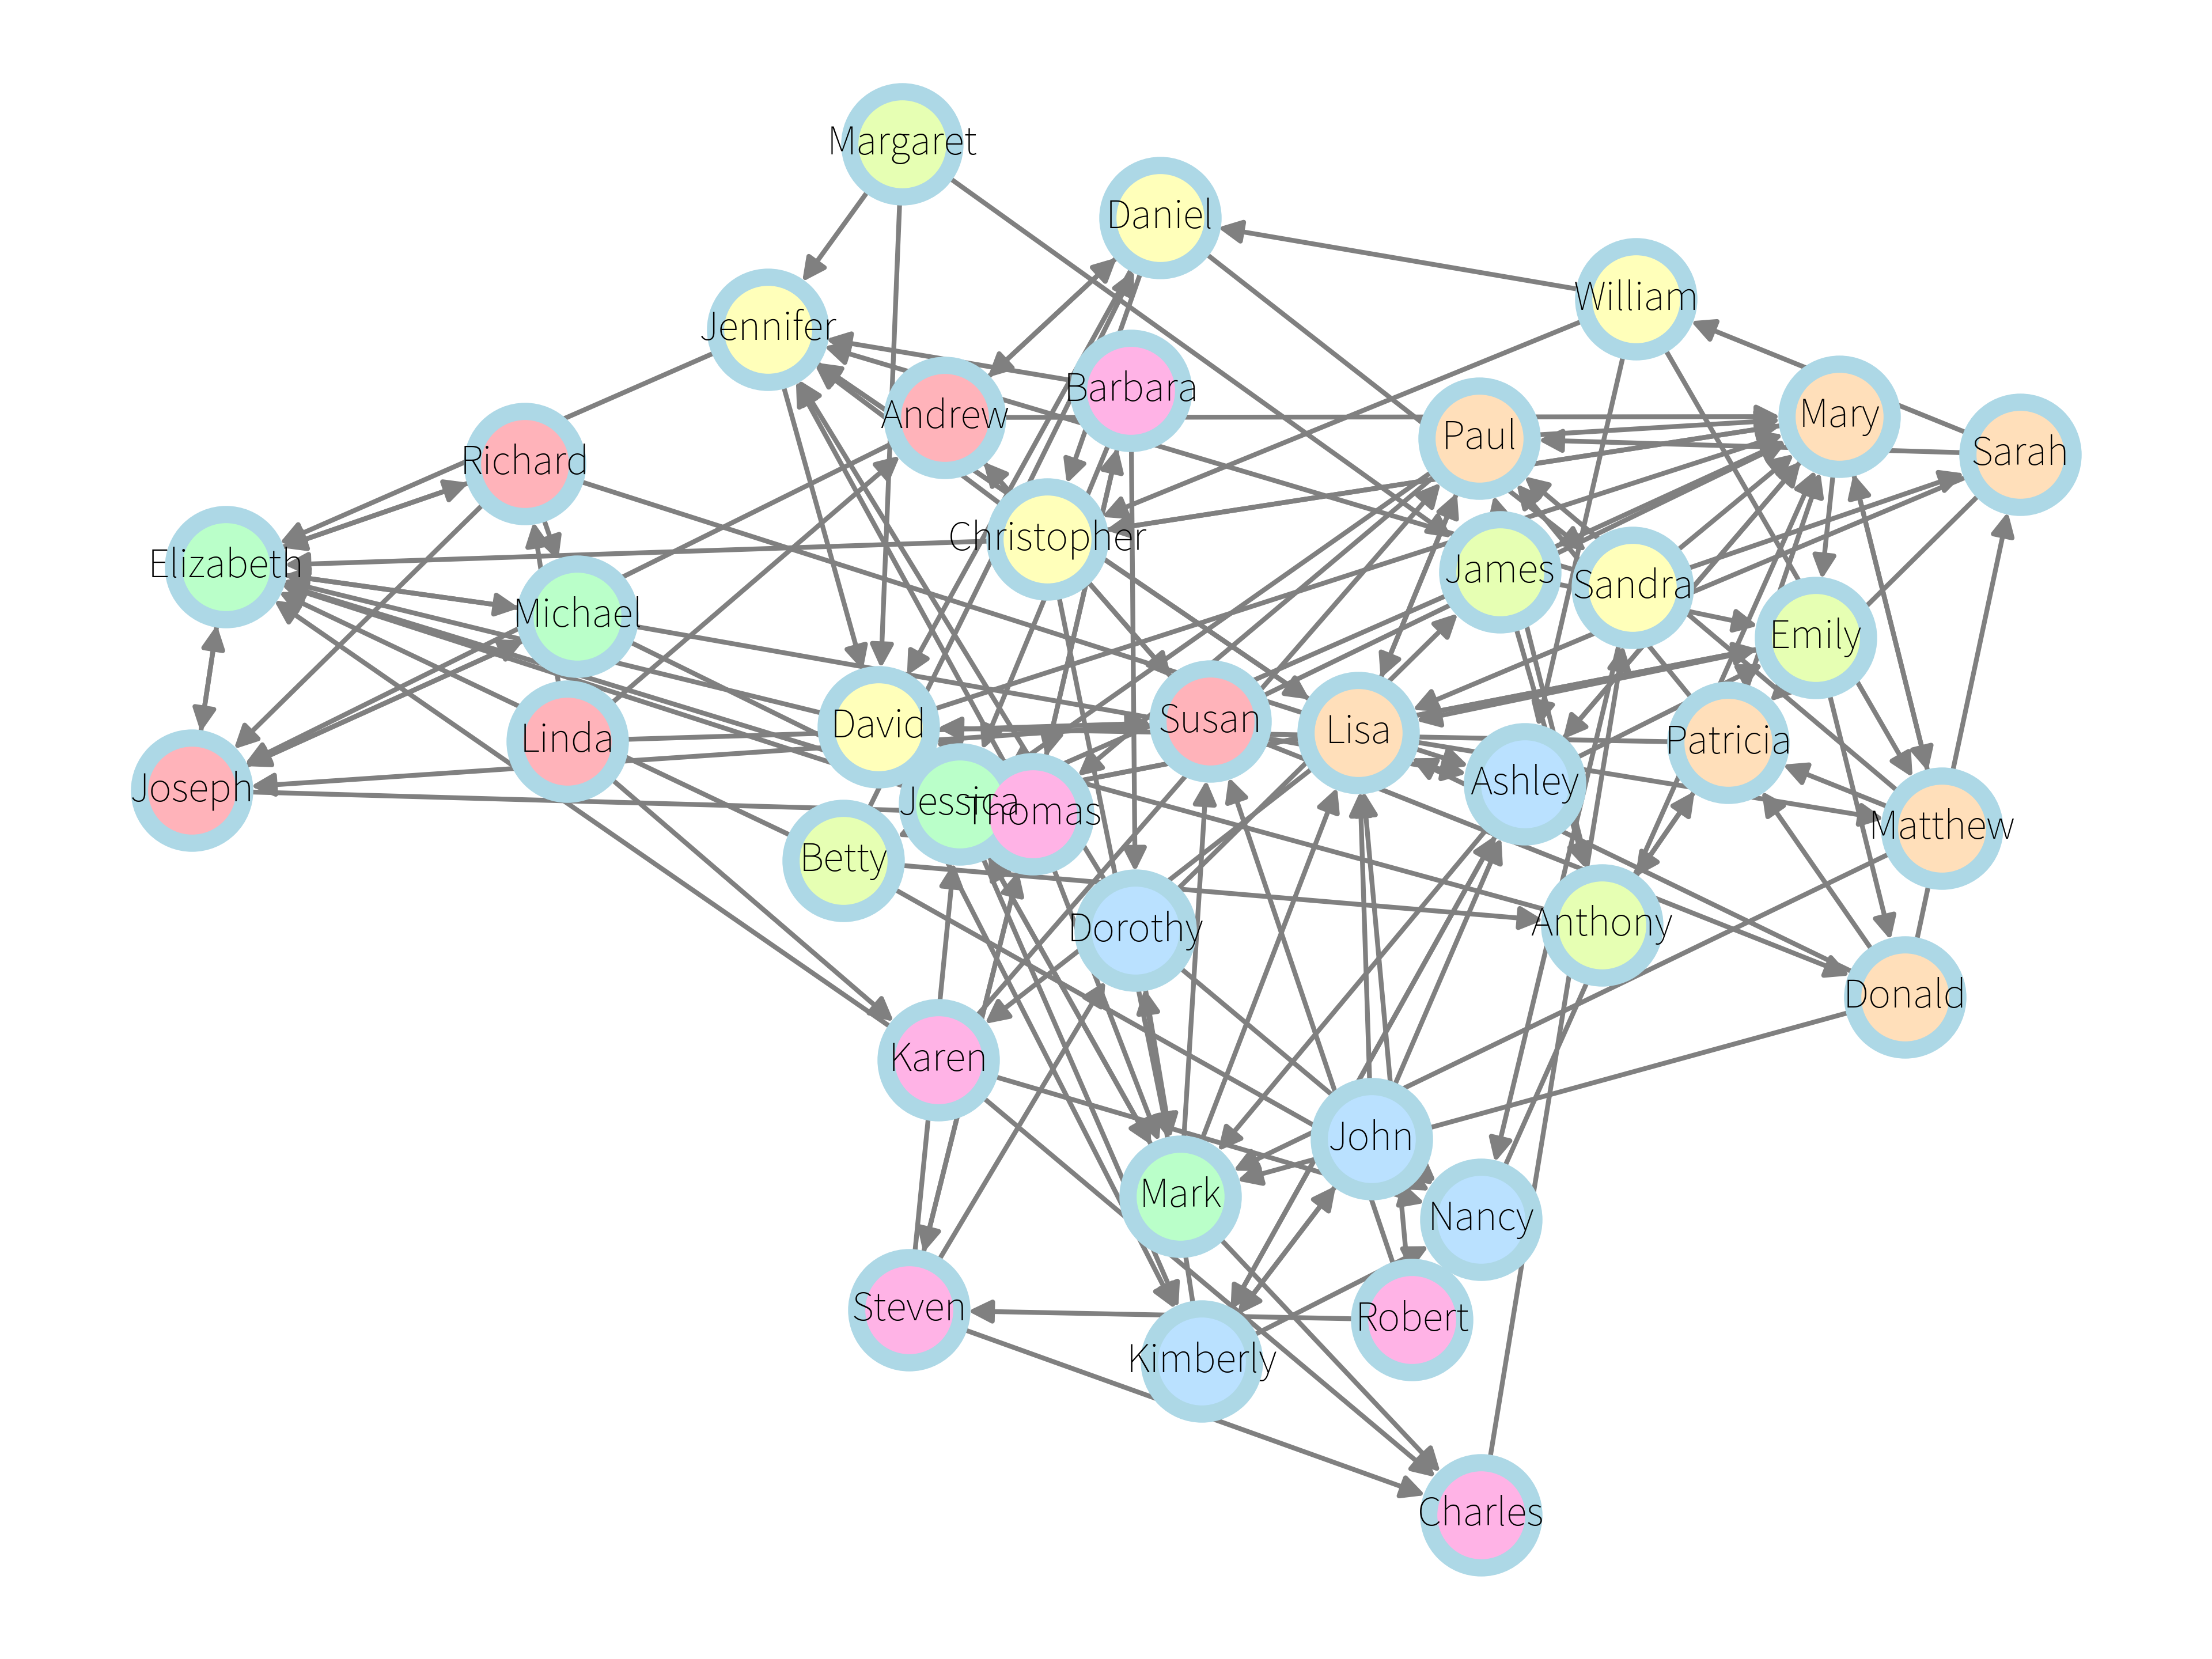 Margaret
Daniel
William
Jennifer
Barbara
Andrew
Mary
Paul
Sarah
Richard
Christopher
Elizabeth
James
Sandra
Michael
Emily
David
Susan
Lisa
Linda
Patricia
Joseph
Ashley
Jessica
Thomas
Matthew
Betty
Dorothy
Anthony
Donald
Karen
John
Mark
Nancy
Steven
Robert
Kimberly
Charles